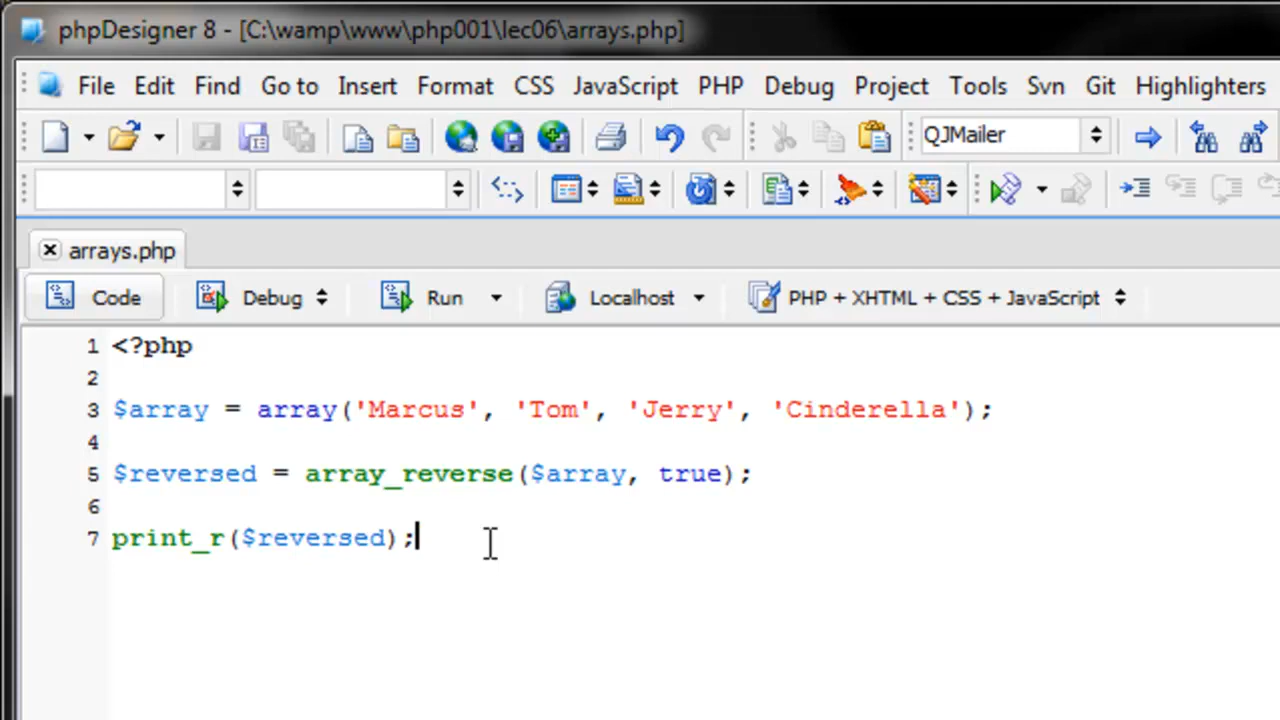 phpDesigner 8 - [C:\wamp\www\php001\lec06\arrays.php]
File Edit Find Go to Insert Format CSS JavaScript PHP Debug Project Tools Svn Git Highlighters
QJMailer
arrays.php
Code Debug Run Localhost PHP + XHTML + CSS + JavaScript
1 <?php
2
3 $array = array('Marcus', 'Tom', 'Jerry', 'Cinderella');
4
5 $reversed = array_reverse($array, true);
6
7 print_r($reversed);